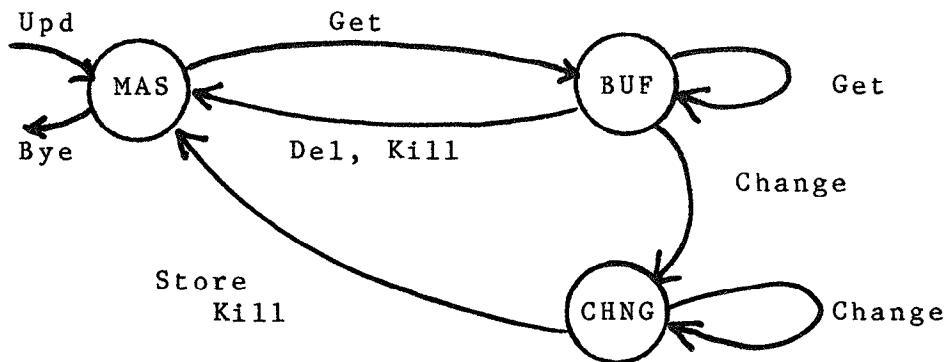 Upd
Get
MAS
BUF
Get
Bye
Del, Kill
Change
Store
Kill
CHNG
Change